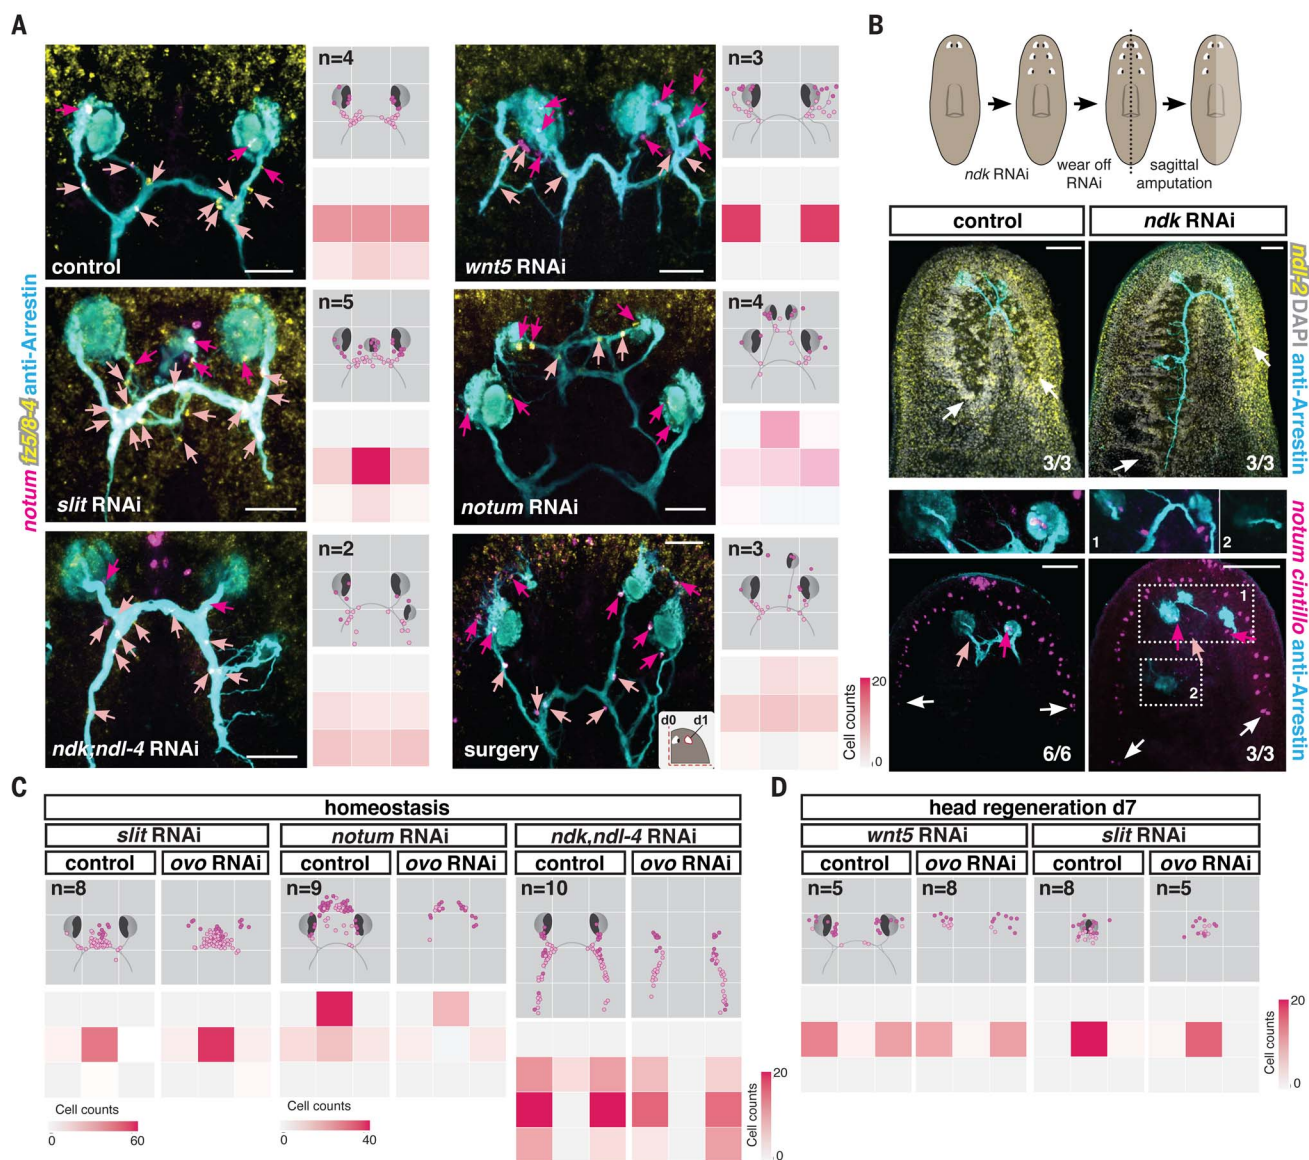 A
notum fz5/8-4 anti-Arrestin
control
n=4
wnt5 RNAi
n=3
slit RNAi
n=5
notum RNAi
n=4
ndk;ndl-4 RNAi
n=2
surgery
d0 d1
n=3
20
Cell counts
0
B
ndk RNAi
wear off
RNAi
sagittal
amputation
control
ndk RNAi
3/3
3/3
ndl-2 DAPI anti-Arrestin
1
2
1
2
6/6
3/3
notum cintillo anti-Arrestin
C
homeostasis
slit RNAi
notum RNAi
ndk,ndl-4 RNAi
control
ovo RNAi
control
ovo RNAi
control
ovo RNAi
n=8
n=9
n=10
Cell counts
0
60
Cell counts
0
40
20
Cell counts
0
D
head regeneration d7
wnt5 RNAi
slit RNAi
control
ovo RNAi
control
ovo RNAi
n=5
n=8
n=8
n=5
20
Cell counts
0